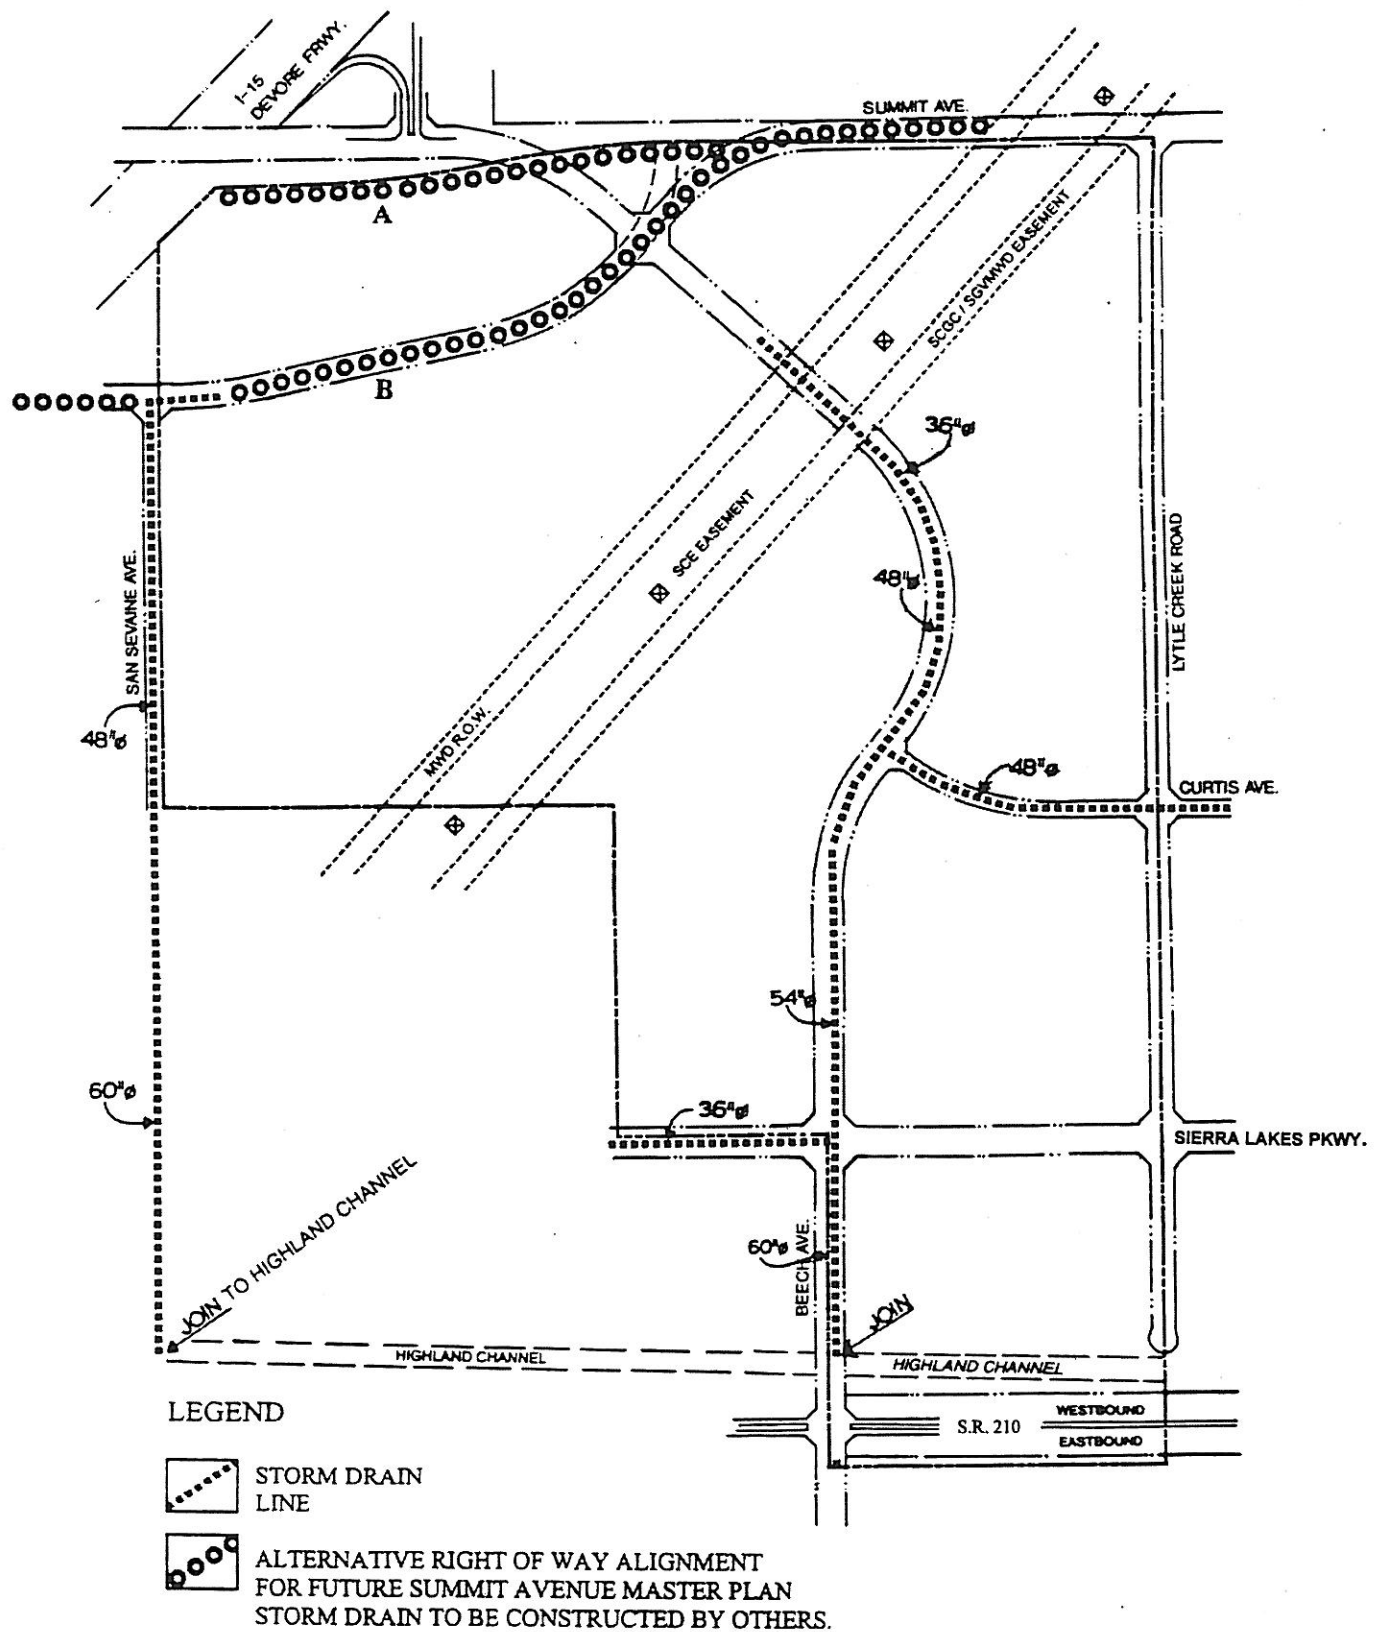 I-15
DEVORE FRWY.
SUMMIT AVE.
A
SCGC / SGVMWD EASEMENT
B
36"ø
SCE EASEMENT
48"ø
LYTLE CREEK ROAD
SAN SEVAINE AVE.
48"ø
MWD R.O.W.
48"ø
CURTIS AVE.
54"ø
60"ø
36"ø
SIERRA LAKES PKWY.
JOIN TO HIGHLAND CHANNEL
60"ø
BEECH AVE.
JOIN
HIGHLAND CHANNEL
HIGHLAND CHANNEL
WESTBOUND
S.R. 210
EASTBOUND
LEGEND
STORM DRAIN
LINE
ALTERNATIVE RIGHT OF WAY ALIGNMENT
FOR FUTURE SUMMIT AVENUE MASTER PLAN
STORM DRAIN TO BE CONSTRUCTED BY OTHERS.